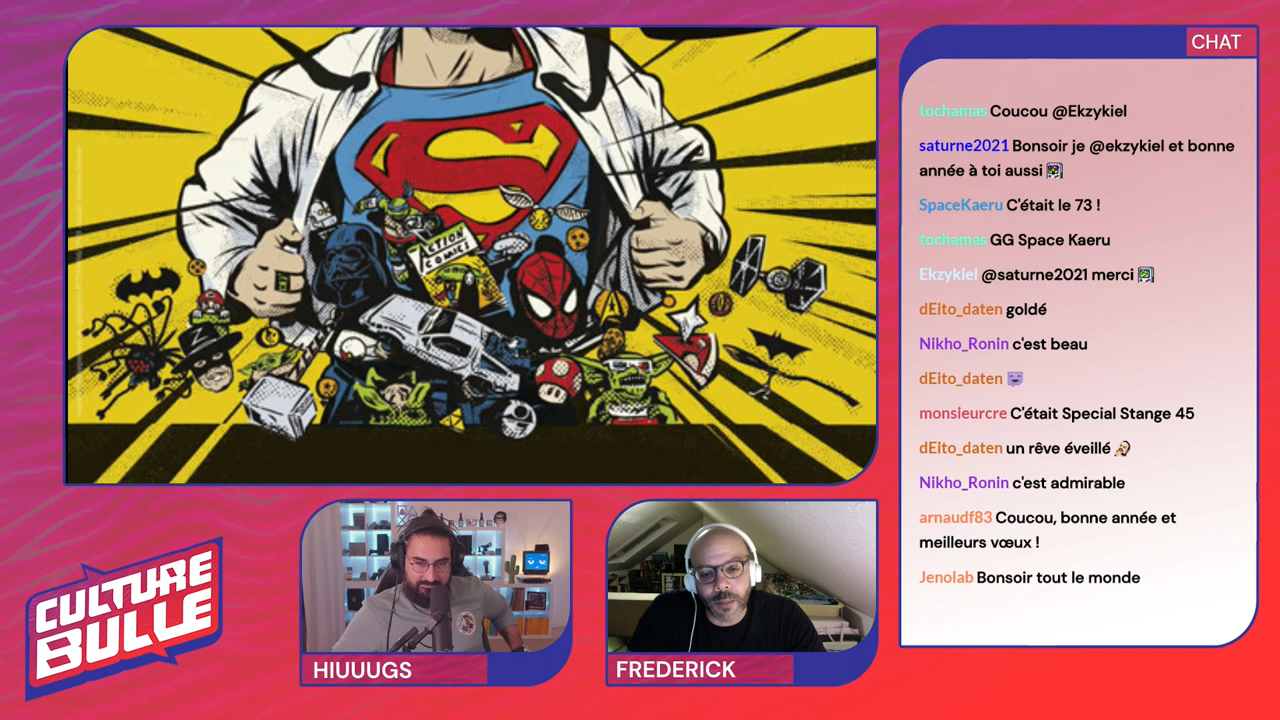 CHAT
ACTION
COMICS
tochamas Coucou @Ekzykiel
saturne2021 Bonsoir je @ekzykiel et bonne
année à toi aussi
SpaceKaeru C'était le 73 !
tochamas GG Space Kaeru
Ekzykiel @saturne2021 merci
dEito_daten goldé
Nikho_Ronin c'est beau
dEito_daten
monsieurcre C'était Special Stange 45
dEito_daten un rêve éveillé
Nikho_Ronin c'est admirable
arnaudf83 Coucou, bonne année et
meilleurs vœux !
Jenolab Bonsoir tout le monde
CULTURE
BULLE
HIUUUGS
FREDERICK